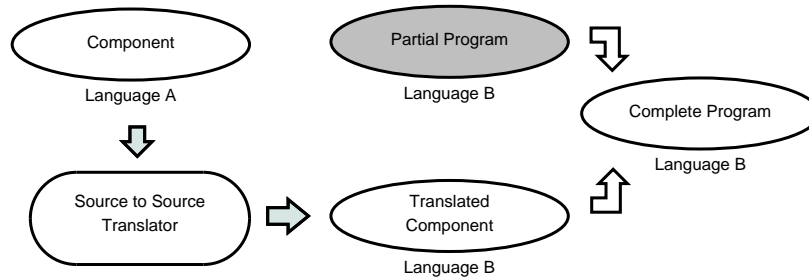 Component
Language A
Partial Program
Language B
Complete Program
Language B
Source to Source
Translator
Translated
Component
Language B